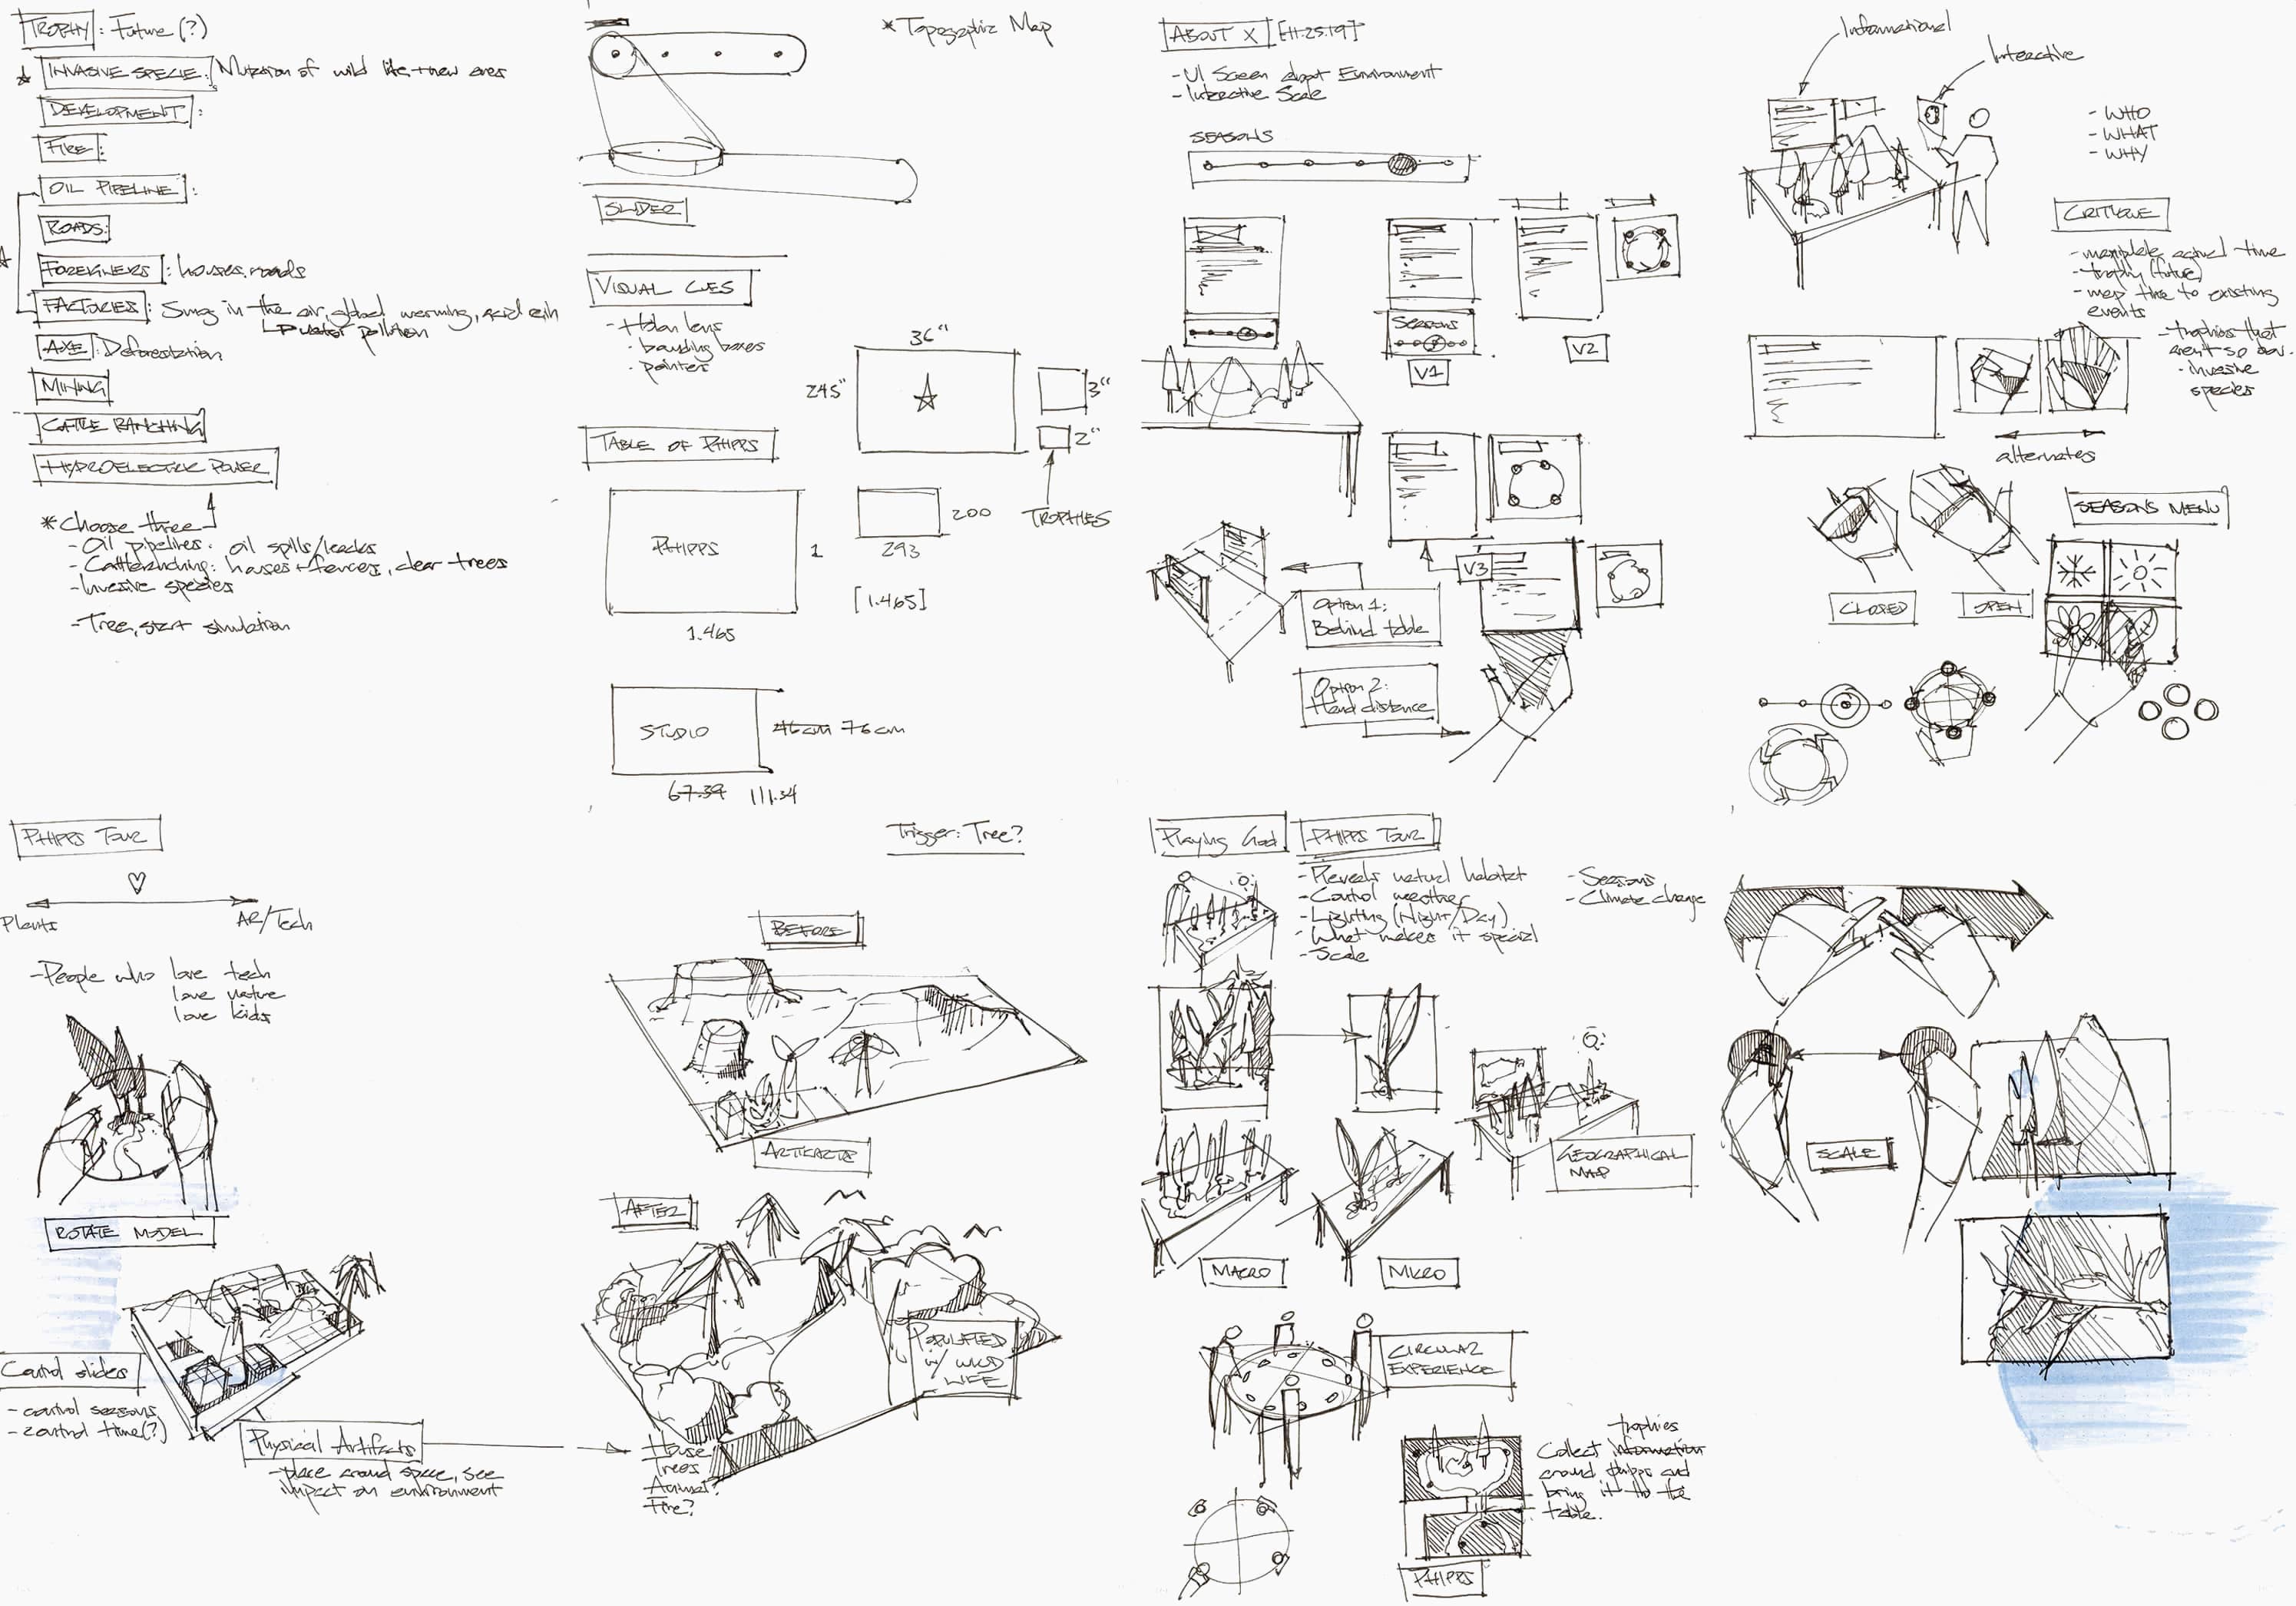 TROPHY: Future (?)
INVASIVE SPECIE: Mutation of wild life, new ones
DEVELOPMENT:
FIRE:
OIL PIPELINE:
ROADS:
FOREIGNERS: houses, roads
FACTORIES: Smog in the air, global warming, acid rain
water pollution
AXE: Deforestation
MINING
CATTLE RANCHING
HYDROELECTRIC POWER
*Choose three
- Oil pipelines: oil spills/leaks
- Cattleranching: houses + fences, clear trees
- Invasive species
- Tree, start simulation
SLIDER
VISUAL CUES
- Holo lens
- bounding boxes
- pointers
*Topographic Map
36"
245"
3"
2"
TROPHIES
TABLE OF PHIPPS
PHIPPS
1
1.465
200
293
[1.465]
STUDIO
46cm 76cm
67.39 111.34
ABOUT X [11.25.19]
- UI Screen about Environment
- Interactive Scale
SEASONS
SEASONS
V1
V2
V3
Option 1:
Behind table
Option 2:
Hand distance
Informational
Interactive
- WHO
- WHAT
- WHY
CRITIQUE
- manipulate actual time
- trophy (future)
- map this to existing
events
- trophies that
aren't so obv.
- invasive
species
alternates
CLOSED
OPEN
SEASONS MENU
PHIPPS TOUR
Plants
AR/Tech
- People who love tech
love nature
love kids
ROTATE MODEL
Control slides
- control seasons
- control time(?)
Physical Artifacts
- place around space, see
impact on environment
Trigger: Tree?
BEFORE
ARTIFACTS
AFTER
POPULATED
w/ WILD
LIFE
House
Trees
Animal?
Fire?
Playing God
PHIPPS TOUR
- Reveals natural habitat
- Control weather
- Lighting (Night/Day)
- What makes it special
- Scale
- Seasons
- Climate change
GEOGRAPHICAL
MAP
MACRO
MICRO
CIRCULAR
EXPERIENCE
trophies
Collect information
around phipps and
bring it to the
table.
PHIPPS
SCALE